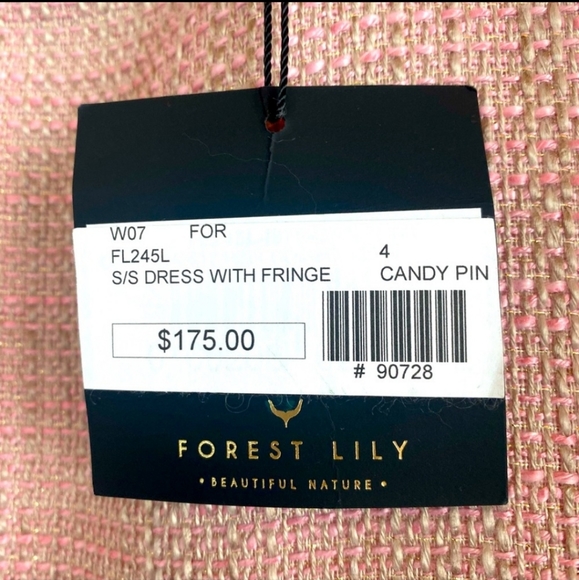 W07 FOR
FL245L 4
S/S DRESS WITH FRINGE CANDY PIN
$175.00
# 90728
FOREST LILY
• BEAUTIFUL NATURE •